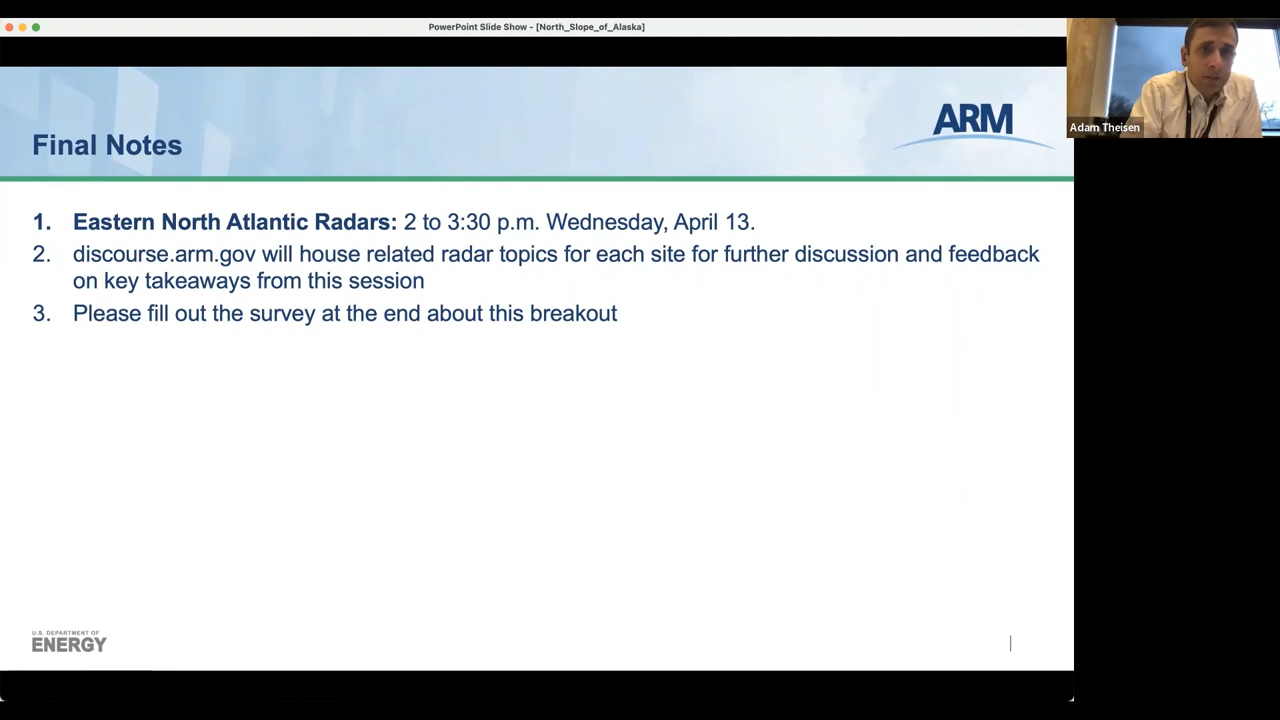 PowerPoint Slide Show - [North_Slope_of_Alaska]
Adam Theisen
ARM
Final Notes
1. Eastern North Atlantic Radars: 2 to 3:30 p.m. Wednesday, April 13.
2. discourse.arm.gov will house related radar topics for each site for further discussion and feedback
on key takeaways from this session
3. Please fill out the survey at the end about this breakout
U.S. DEPARTMENT OF
ENERGY